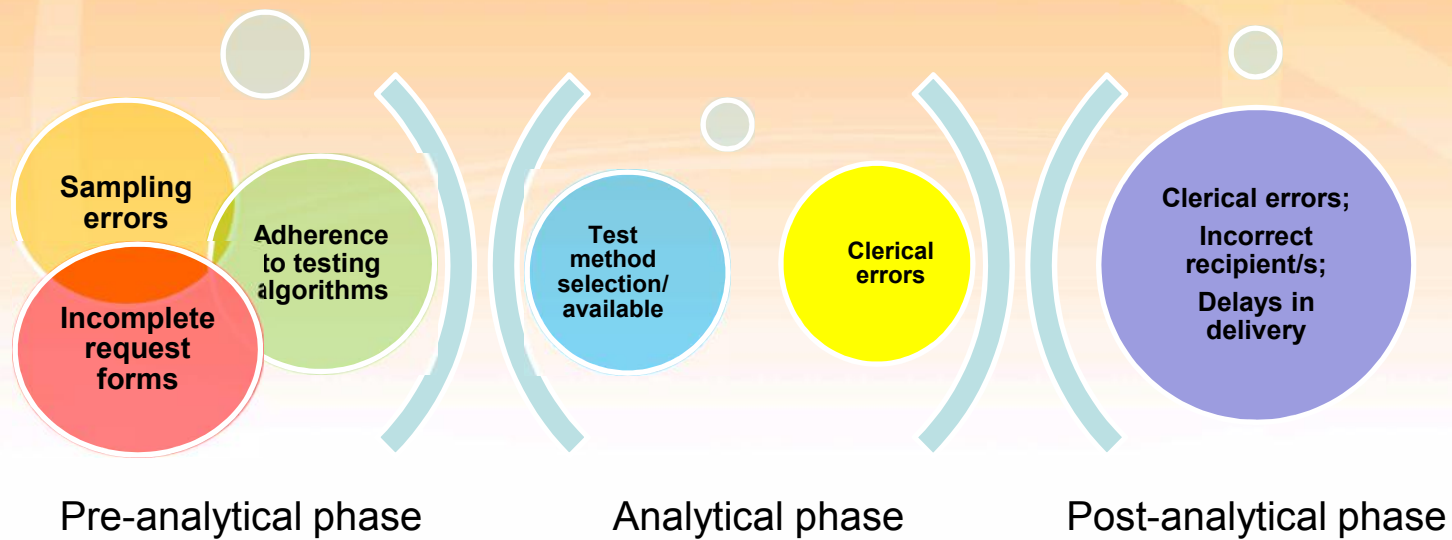 Sampling
errors
Adherence
to testing
algorithms
Incomplete
request
forms
Test
method
selection/
available
Clerical
errors
Clerical errors;
Incorrect
recipient/s;
Delays in
delivery
Pre-analytical phase
Analytical phase
Post-analytical phase